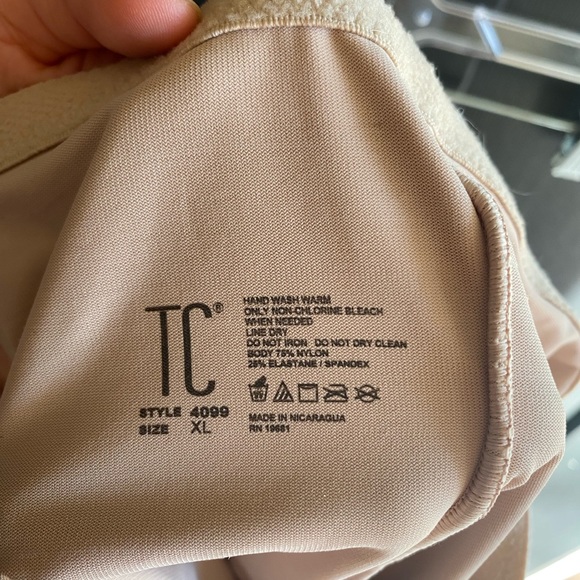 TC®
STYLE 4099
SIZE XL
HAND WASH WARM
ONLY NON-CHLORINE BLEACH
WHEN NEEDED
LINE DRY
DO NOT IRON DO NOT DRY CLEAN
BODY 75% NYLON
25% ELASTANE / SPANDEX
MADE IN NICARAGUA
RN 19681